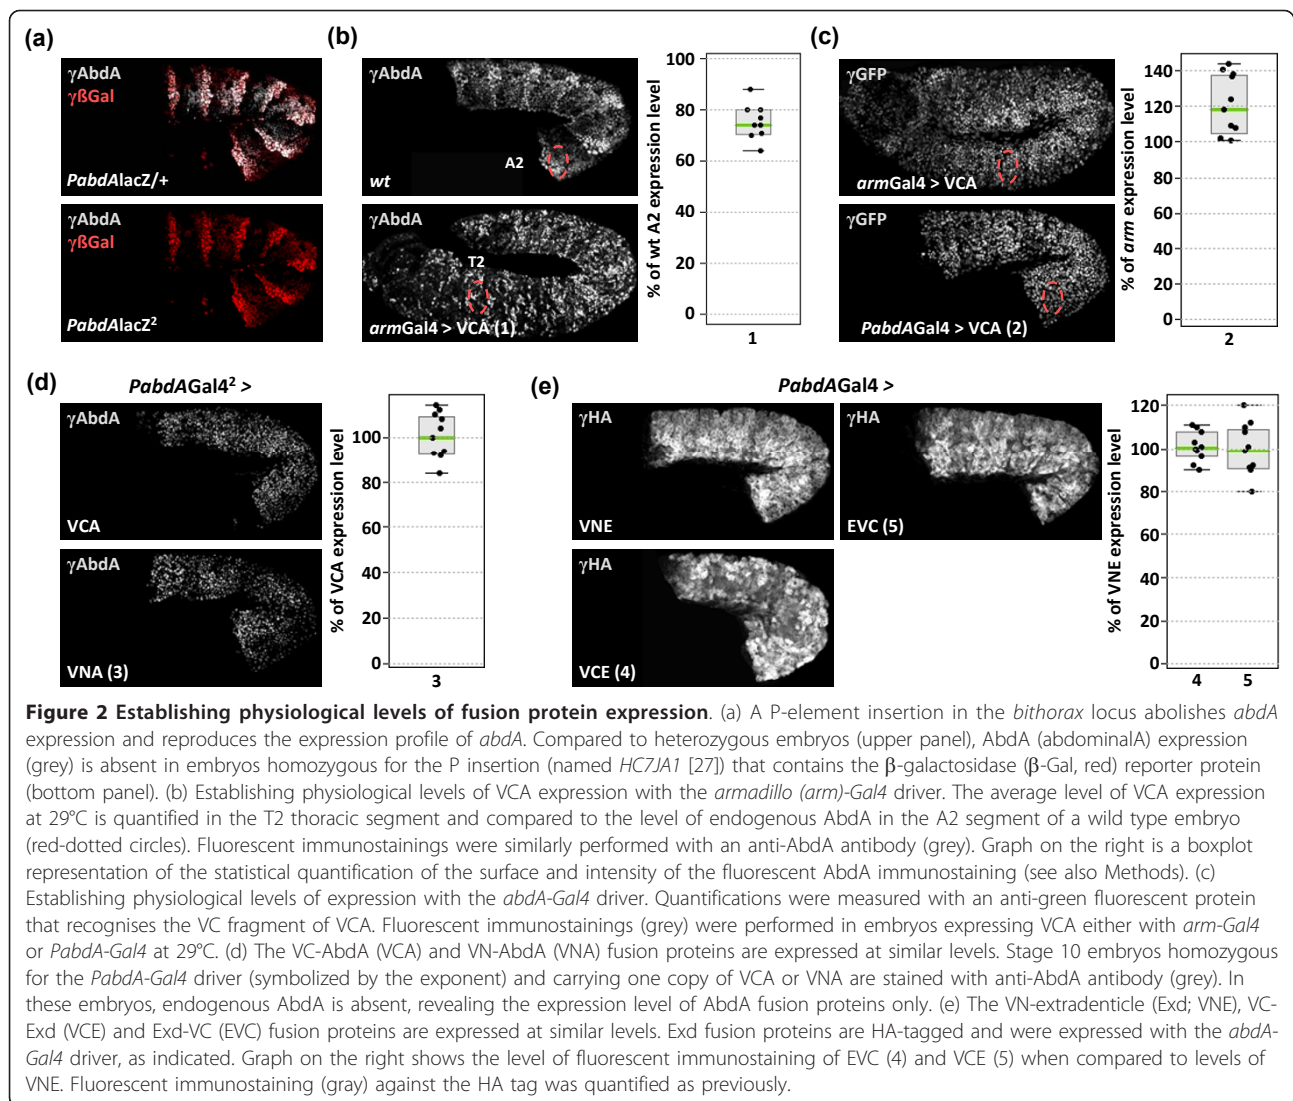 (a)
γAbdA
γßGal
PabdAlacZ/+
γAbdA
γßGal
PabdAlacZ²
(b)
γAbdA
A2
wt
γAbdA
T2
armGal4 > VCA (1)
% of wt A2 expression level
100
80
60
40
20
0
1
(c)
γGFP
armGal4 > VCA
γGFP
PabdAGal4 > VCA (2)
% of arm expression level
140
120
100
80
60
40
20
0
2
(d)
PabdAGal4² >
γAbdA
VCA
γAbdA
VNA (3)
% of VCA expression level
100
80
60
40
20
0
3
(e)
PabdAGal4 >
γHA
VNE
γHA
EVC (5)
γHA
VCE (4)
% of VNE expression level
120
100
80
60
40
20
0
4 5
Figure 2 Establishing physiological levels of fusion protein expression. (a) A P-element insertion in the bithorax locus abolishes abdA
expression and reproduces the expression profile of abdA. Compared to heterozygous embryos (upper panel), AbdA (abdominalA) expression
(grey) is absent in embryos homozygous for the P insertion (named HC7JA1 [27]) that contains the β-galactosidase (β-Gal, red) reporter protein
(bottom panel). (b) Establishing physiological levels of VCA expression with the armadillo (arm)-Gal4 driver. The average level of VCA expression
at 29°C is quantified in the T2 thoracic segment and compared to the level of endogenous AbdA in the A2 segment of a wild type embryo
(red-dotted circles). Fluorescent immunostainings were similarly performed with an anti-AbdA antibody (grey). Graph on the right is a boxplot
representation of the statistical quantification of the surface and intensity of the fluorescent AbdA immunostaining (see also Methods). (c)
Establishing physiological levels of expression with the abdA-Gal4 driver. Quantifications were measured with an anti-green fluorescent protein
that recognises the VC fragment of VCA. Fluorescent immunostainings (grey) were performed in embryos expressing VCA either with arm-Gal4
or PabdA-Gal4 at 29°C. (d) The VC-AbdA (VCA) and VN-AbdA (VNA) fusion proteins are expressed at similar levels. Stage 10 embryos homozygous
for the PabdA-Gal4 driver (symbolized by the exponent) and carrying one copy of VCA or VNA are stained with anti-AbdA antibody (grey). In
these embryos, endogenous AbdA is absent, revealing the expression level of AbdA fusion proteins only. (e) The VN-extradenticle (Exd; VNE), VC-
Exd (VCE) and Exd-VC (EVC) fusion proteins are expressed at similar levels. Exd fusion proteins are HA-tagged and were expressed with the abdA-
Gal4 driver, as indicated. Graph on the right shows the level of fluorescent immunostaining of EVC (4) and VCE (5) when compared to levels of
VNE. Fluorescent immunostaining (gray) against the HA tag was quantified as previously.